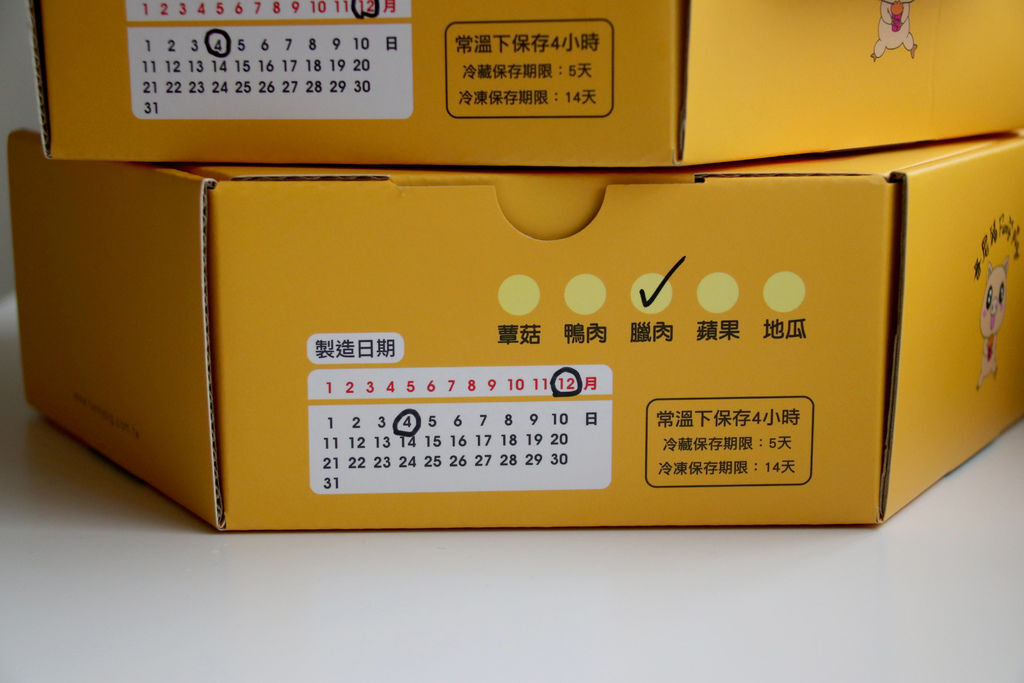 1 2 3 4 5 6 7 8 9 10 11 12 月
1 2 3 4 5 6 7 8 9 10 日
11 12 13 14 15 16 17 18 19 20
21 22 23 24 25 26 27 28 29 30
31
常溫下保存4小時
冷藏保存期限：5天
冷凍保存期限：14天
蕈菇 鴨肉 臘肉 蘋果 地瓜
製造日期
1 2 3 4 5 6 7 8 9 10 11 12 月
1 2 3 4 5 6 7 8 9 10 日
11 12 13 14 15 16 17 18 19 20
21 22 23 24 25 26 27 28 29 30
31
常溫下保存4小時
冷藏保存期限：5天
冷凍保存期限：14天